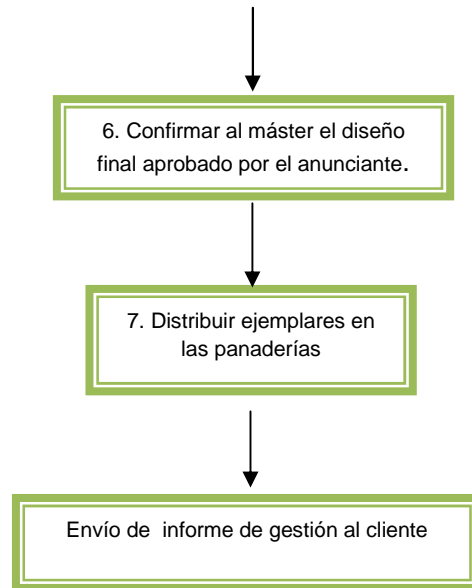 6. Confirmar al máster el diseño
final aprobado por el anunciante.
7. Distribuir ejemplares en
las panaderías
Envío de informe de gestión al cliente